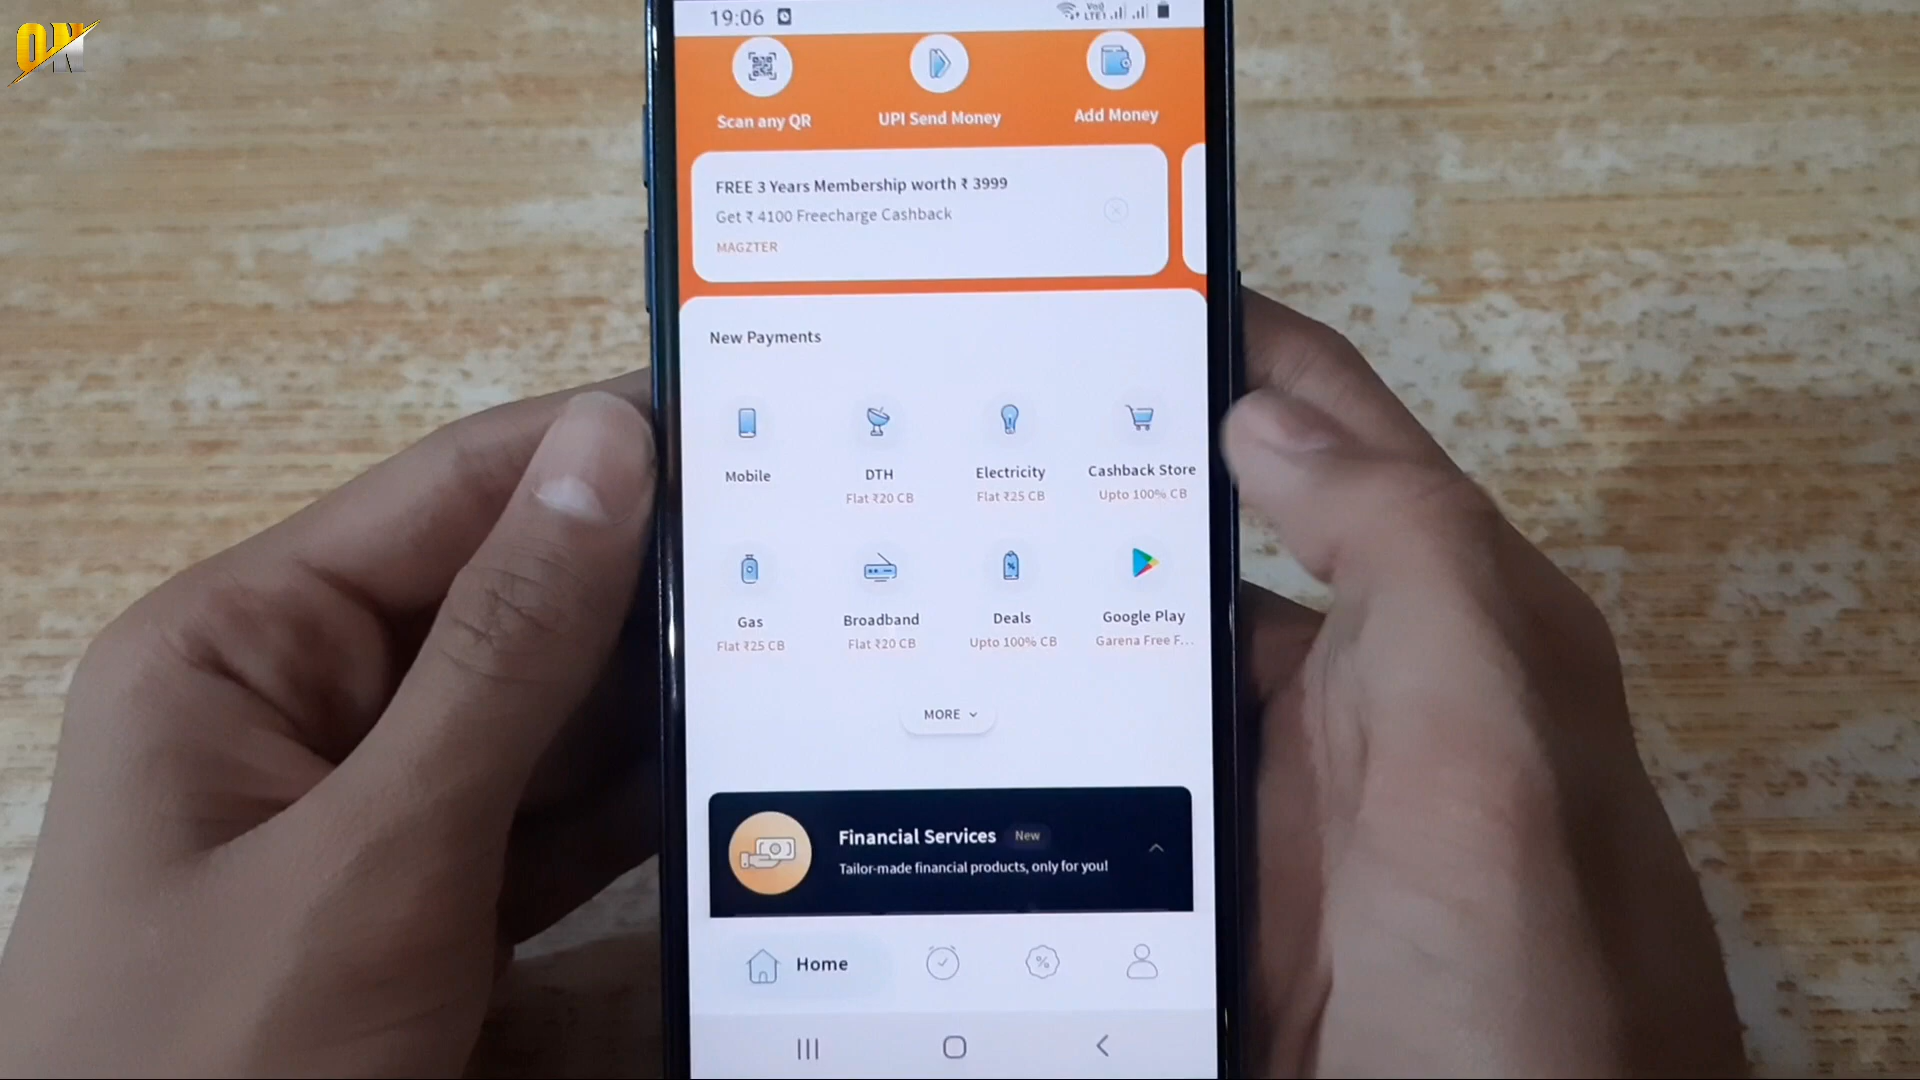 ON
19:06
Vo)
LTE1
Scan any QR
UPI Send Money
Add Money
FREE 3 Years Membership worth ₹ 3999
Get ₹ 4100 Freecharge Cashback
MAGZTER
New Payments
Mobile
DTH
Electricity
Cashback Store
Flat ₹20 CB
Flat ₹25 CB
Upto 100% CB
Gas
Broadband
Deals
Google Play
Flat ₹25 CB
Flat ₹20 CB
Upto 100% CB
Garena Free F...
MORE
Financial Services New
Tailor-made financial products, only for you!
Home